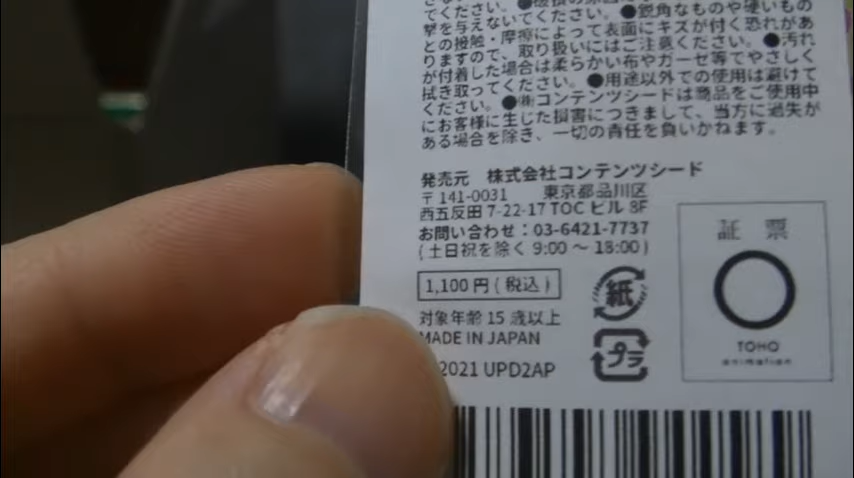 てください。●破損の原因に
撃を与えないでください。●鋭角なものや硬いもの
との接触・摩擦によって表面にキズが付く恐れがあ
りますので、取り扱いにはご注意ください。●汚れ
が付着した場合は柔らかい布やガーゼ等でやさしく
拭き取ってください。●用途以外での使用は避けて
ください。●㈱コンテンツシードは商品をご使用中
にお客様に生じた損害につきまして、当方に過失が
ある場合を除き、一切の責任を負いかねます。
発売元 株式会社コンテンツシード
〒141-0031 東京都品川区
西五反田 7-22-17 TOC ビル 8F
お問い合わせ：03-6421-7737
(土日祝を除く 9:00 ～ 18:00)
1,100 円 ( 税込 )
対象年齢 15 歳以上
MADE IN JAPAN
2021 UPD2AP
紙
プラ
証 票
TOHO
animation